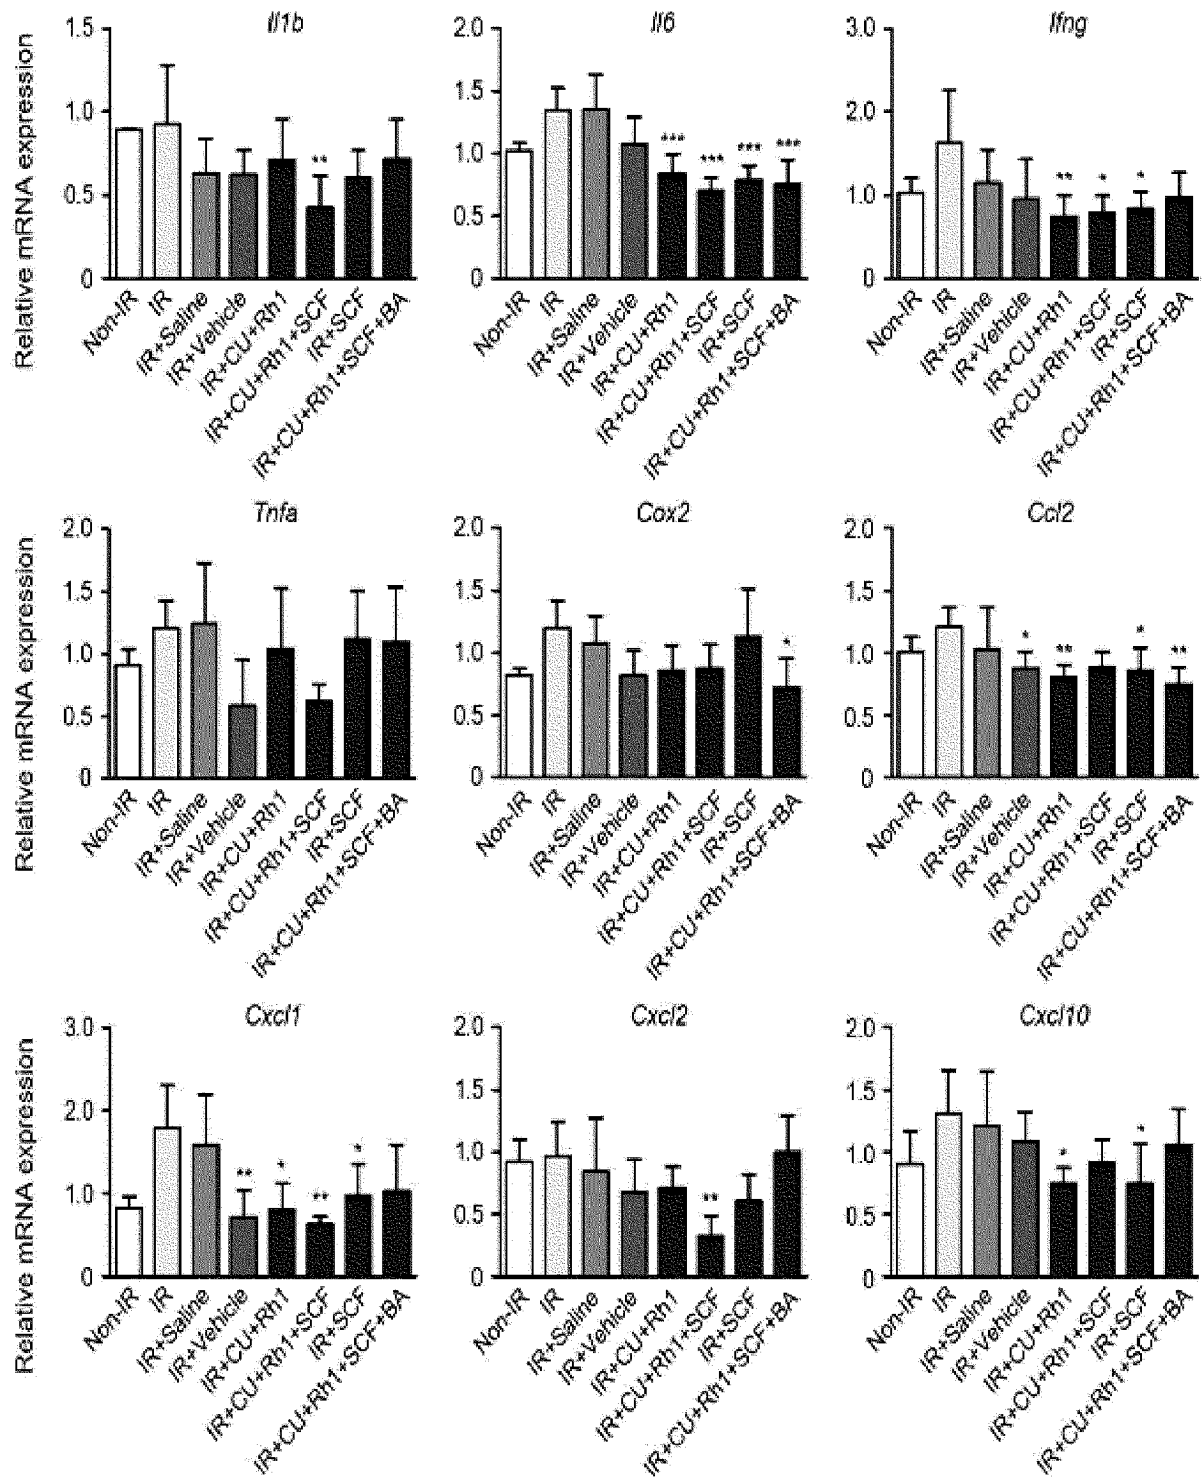 Il1b
Relative mRNA expression
1.5
1.0
0.5
0
**
Non-IR
IR
IR+Saline
IR+Vehicle
IR+CU+Rh1
IR+CU+Rh1+SCF
IR+SCF
IR+CU+Rh1+SCF+BA
Il6
2.0
1.5
1.0
0.5
0
***
***
***
***
Non-IR
IR
IR+Saline
IR+Vehicle
IR+CU+Rh1
IR+CU+Rh1+SCF
IR+SCF
IR+CU+Rh1+SCF+BA
Ifng
3.0
2.0
1.0
0
**
*
*
Non-IR
IR
IR+Saline
IR+Vehicle
IR+CU+Rh1
IR+CU+Rh1+SCF
IR+SCF
IR+CU+Rh1+SCF+BA
Tnfa
Relative mRNA expression
2.0
1.5
1.0
0.5
0
Non-IR
IR
IR+Saline
IR+Vehicle
IR+CU+Rh1
IR+CU+Rh1+SCF
IR+SCF
IR+CU+Rh1+SCF+BA
Cox2
2.0
1.5
1.0
0.5
0
*
Non-IR
IR
IR+Saline
IR+Vehicle
IR+CU+Rh1
IR+CU+Rh1+SCF
IR+SCF
IR+CU+Rh1+SCF+BA
Ccl2
2.0
1.5
1.0
0.5
0
*
**
*
**
Non-IR
IR
IR+Saline
IR+Vehicle
IR+CU+Rh1
IR+CU+Rh1+SCF
IR+SCF
IR+CU+Rh1+SCF+BA
Cxcl1
Relative mRNA expression
3.0
2.0
1.0
0
**
*
**
*
Non-IR
IR
IR+Saline
IR+Vehicle
IR+CU+Rh1
IR+CU+Rh1+SCF
IR+SCF
IR+CU+Rh1+SCF+BA
Cxcl2
2.0
1.5
1.0
0.5
0
**
Non-IR
IR
IR+Saline
IR+Vehicle
IR+CU+Rh1
IR+CU+Rh1+SCF
IR+SCF
IR+CU+Rh1+SCF+BA
Cxcl10
2.0
1.5
1.0
0.5
0
*
*
Non-IR
IR
IR+Saline
IR+Vehicle
IR+CU+Rh1
IR+CU+Rh1+SCF
IR+SCF
IR+CU+Rh1+SCF+BA